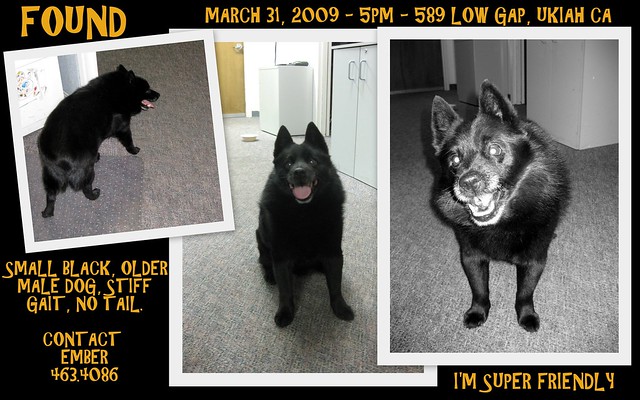 FOUND
MARCH 31, 2009 - 5PM - 589 LOW GAP, UKIAH CA
SMALL BLACK, OLDER
MALE DOG, STIFF
GAIT, NO TAIL.
CONTACT
EMBER
463.4086
I'M SUPER FRIENDLY